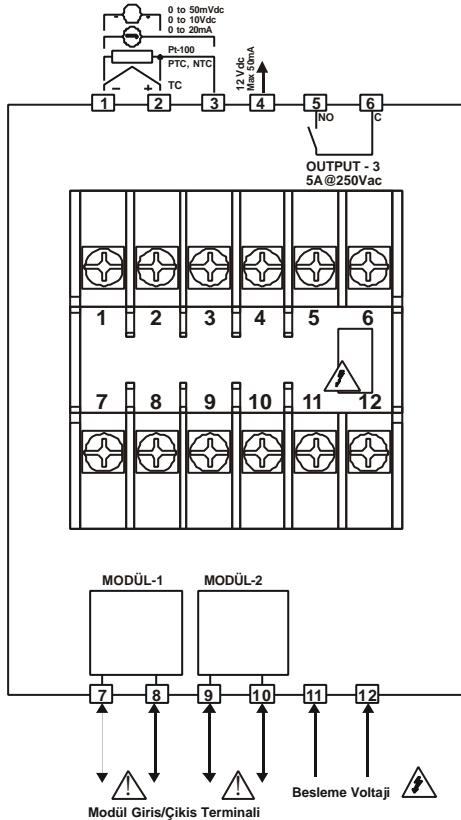 0 to 50mVdc
0 to 10Vdc
0 to 20mA
Pt-100
PTC, NTC
TC
12 Vdc
Max 50mA
- +
- +
1 2 3 4 5 6
NO C
OUTPUT - 3
5A@250Vac
1 2 3 4 5 6
7 8 9 10 11 12
MODÜL-1 MODÜL-2
7 8 9 10 11 12
Besleme Voltaji
Modül Giris/Çikis Terminali